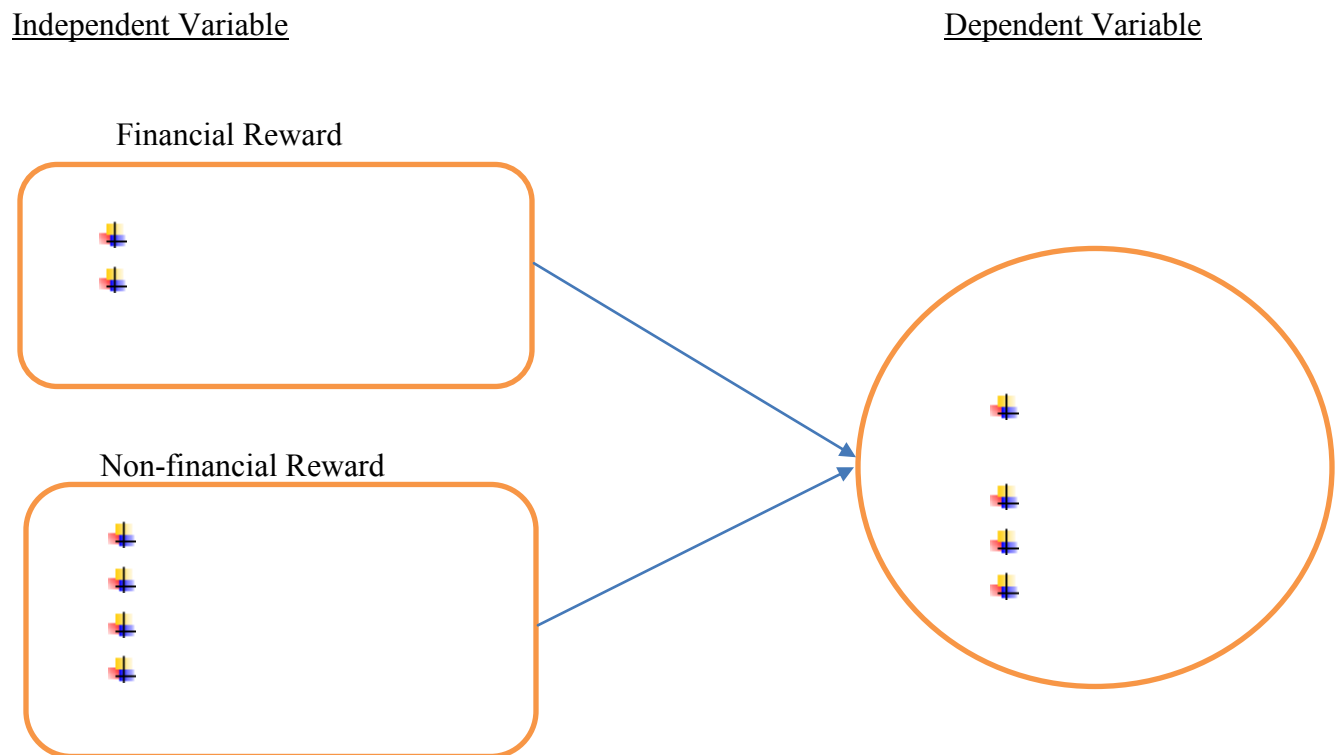 Independent Variable
Dependent Variable
Financial Reward
Non-financial Reward